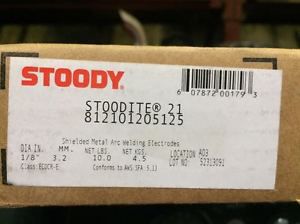 STOODY
6 07872 00179 3
STOODITE® 21
812101205125
Shielded Metal Arc Welding Electrodes
DIA IN. MM- NET LBS. NET KGS. LOCATION A03
1/8" 3.2 10.0 4.5 LOT NO 52313091
Class: ECOCR-E Conforms to AWS SFA 5.13